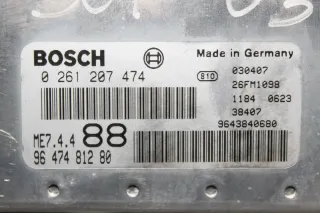 BOSCH
Made in Germany
0 261 207 474
810
030407
26FM1098
1184 0623
38407
9643840680
ME7.4.4 88
96 474 812 80